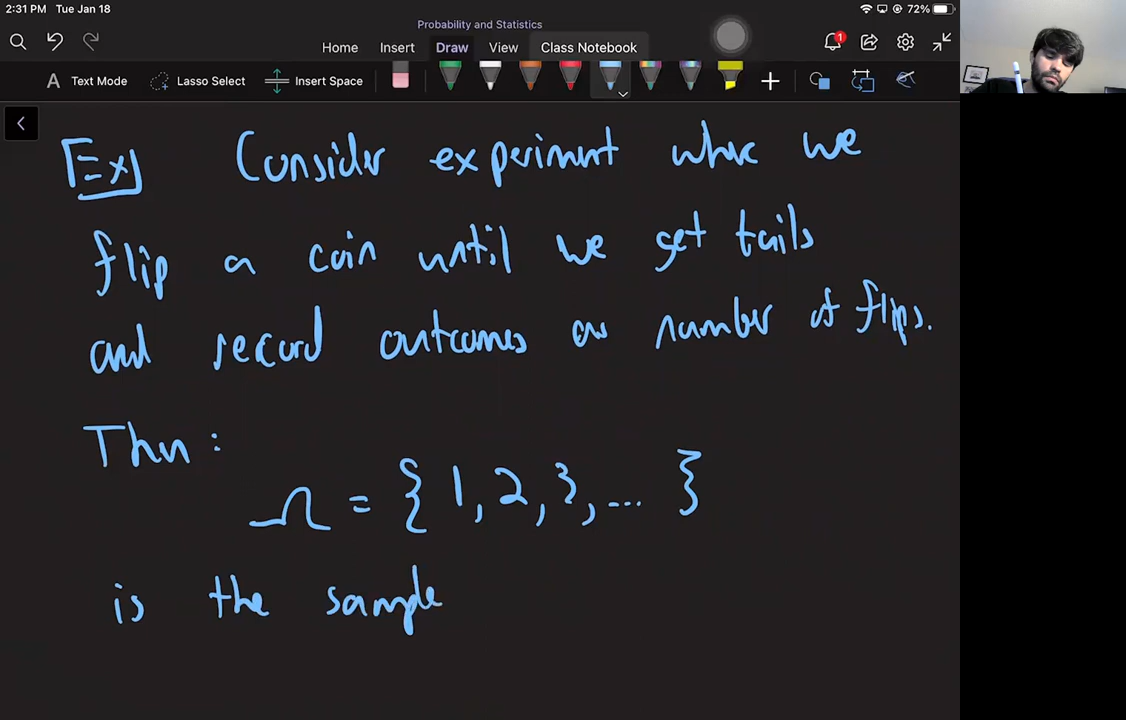 2:31 PM Tue Jan 18
72%
Probability and Statistics
Home Insert Draw View Class Notebook
1
A Text Mode Lasso Select Insert Space
Ex) Consider experiment where we
flip a coin until we get tails
and record outcomes as number of flips.
Then :
Ω = { 1, 2, 3, ... }
is the sample